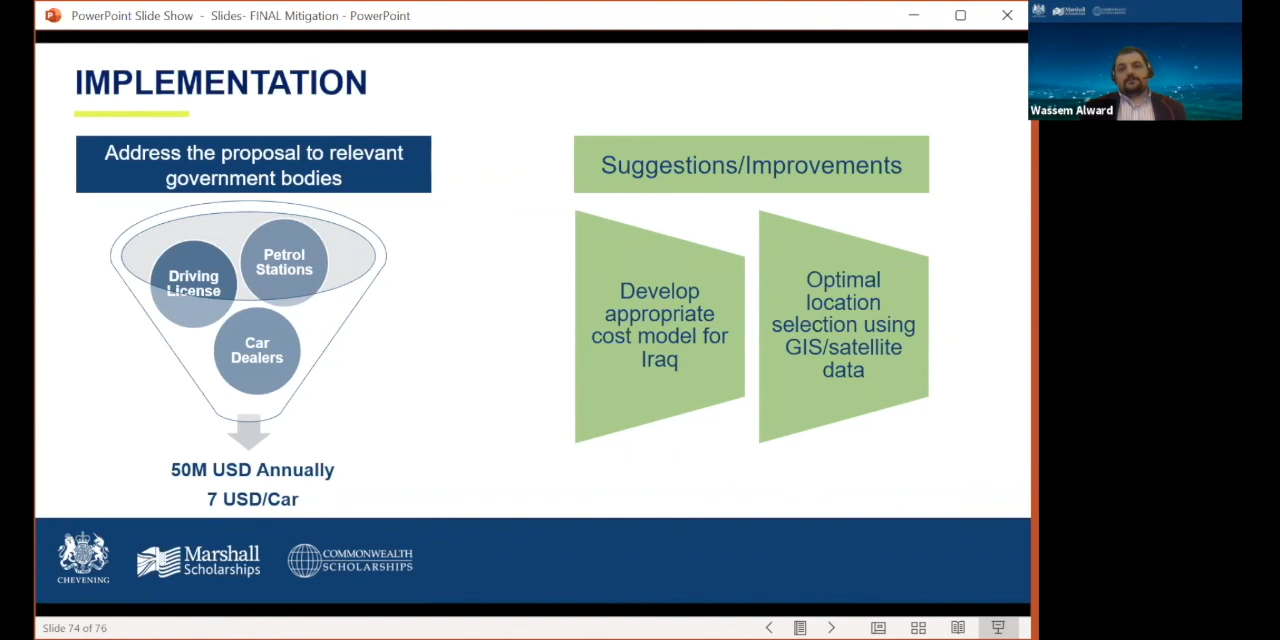 PowerPoint Slide Show - Slides- FINAL Mitigation - PowerPoint
Marshall
Wassem Alward
IMPLEMENTATION
Address the proposal to relevant
government bodies
Driving
License
Petrol
Stations
Car
Dealers
50M USD Annually
7 USD/Car
Suggestions/Improvements
Develop
appropriate
cost model for
Iraq
Optimal
location
selection using
GIS/satellite
data
CHEVENING
Marshall
Scholarships
COMMONWEALTH
SCHOLARSHIPS
Slide 74 of 76